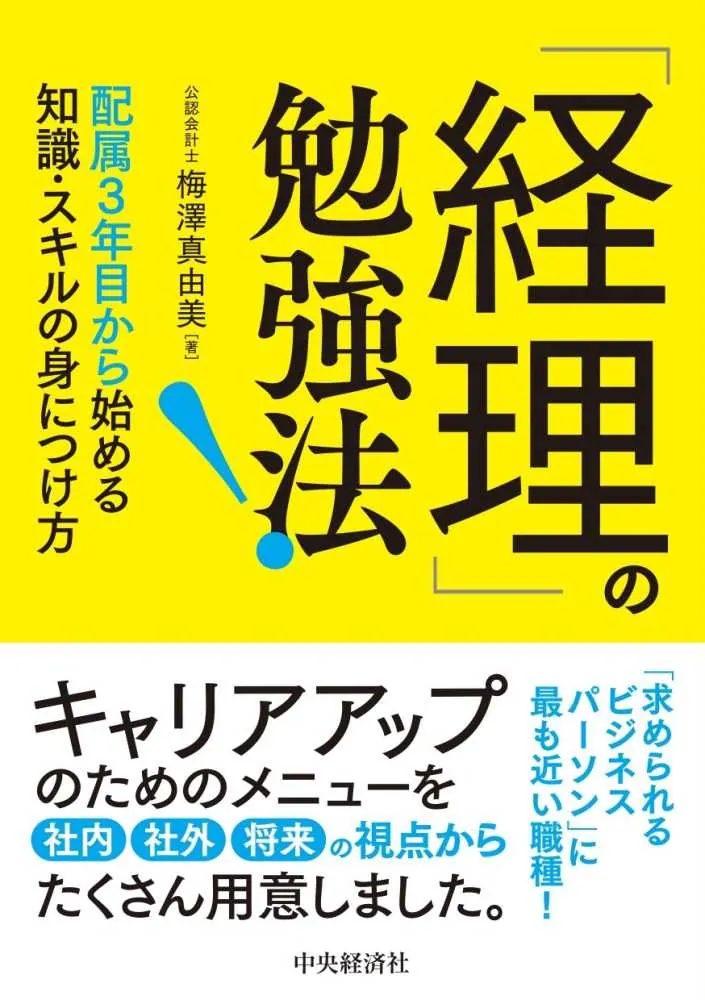 「経理」の
勉強法!
公認会計士 梅澤真由美[著]
配属3年目から始める
知識・スキルの身につけ方
「求められる
ビジネス
パーソン」に
最も近い職種!
キャリアアップ
のためのメニューを
社内 社外 将来 の視点から
たくさん用意しました。
中央経済社